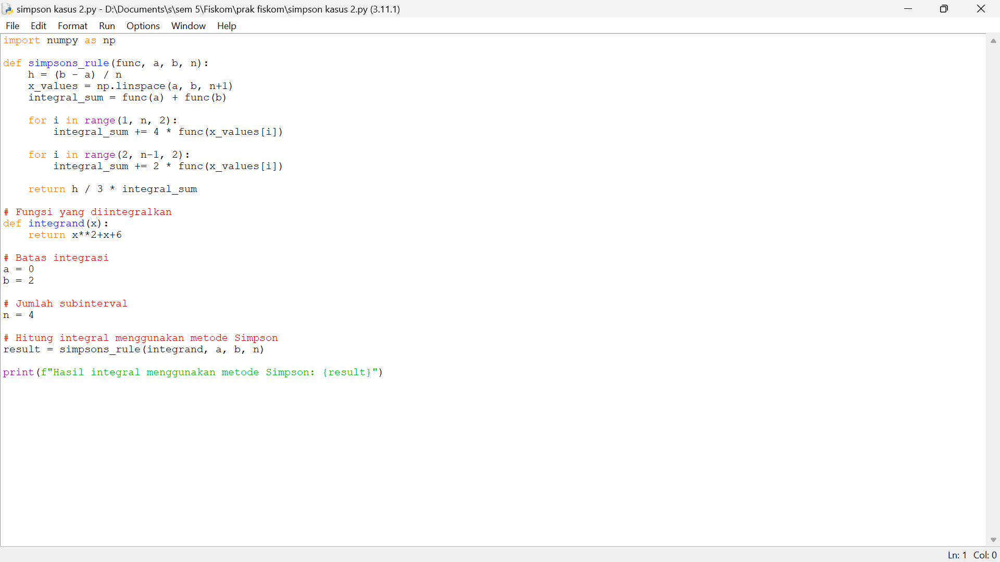 simpson kasus 2.py - D:\Documents\s\sem 5\Fiskom\prak fiskom\simpson kasus 2.py (3.11.1)
File Edit Format Run Options Window Help
import numpy as np

def simpsons_rule(func, a, b, n):
    h = (b - a) / n
    x_values = np.linspace(a, b, n+1)
    integral_sum = func(a) + func(b)

    for i in range(1, n, 2):
        integral_sum += 4 * func(x_values[i])

    for i in range(2, n-1, 2):
        integral_sum += 2 * func(x_values[i])

    return h / 3 * integral_sum

# Fungsi yang diintegralkan
def integrand(x):
    return x**2+x+6

# Batas integrasi
a = 0
b = 2

# Jumlah subinterval
n = 4

# Hitung integral menggunakan metode Simpson
result = simpsons_rule(integrand, a, b, n)

print(f"Hasil integral menggunakan metode Simpson: {result}")
Ln: 1 Col: 0